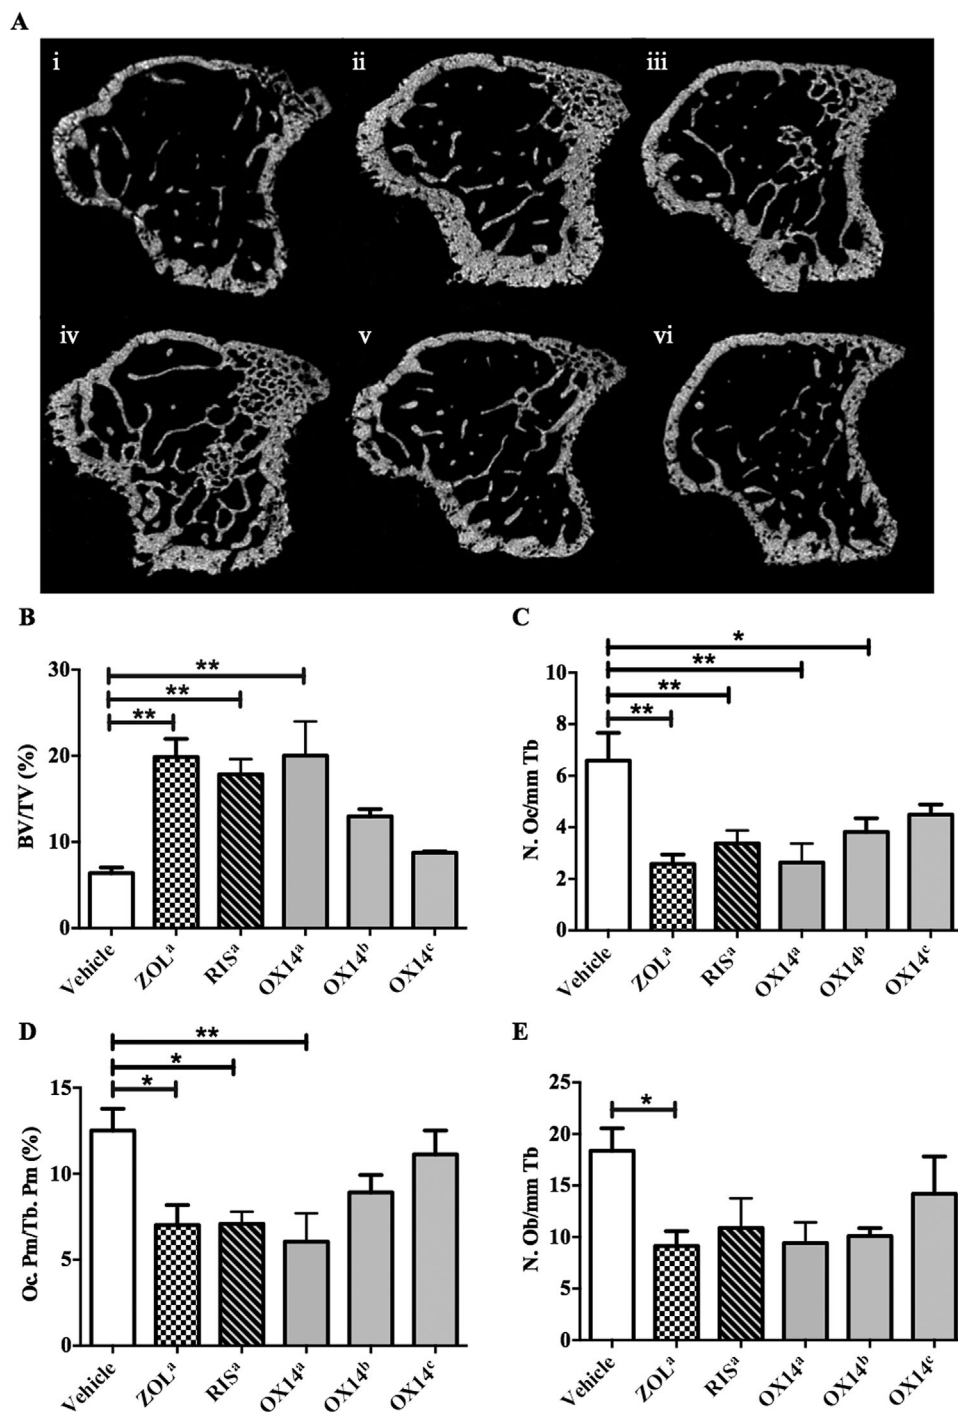 A
i ii iii
iv v vi
B
** 
**
**
BV/TV (%)
30
20
10
0
Vehicle ZOLᵃ RISᵃ OX14ᵃ OX14ᵇ OX14ᶜ
C
*
**
**
**
N. Oc/mm Tb
10
8
6
4
2
0
Vehicle ZOLᵃ RISᵃ OX14ᵃ OX14ᵇ OX14ᶜ
D
**
*
*
Oc. Pm/Tb. Pm (%)
15
10
5
0
Vehicle ZOLᵃ RISᵃ OX14ᵃ OX14ᵇ OX14ᶜ
E
*
N. Ob/mm Tb
25
20
15
10
5
0
Vehicle ZOLᵃ RISᵃ OX14ᵃ OX14ᵇ OX14ᶜ